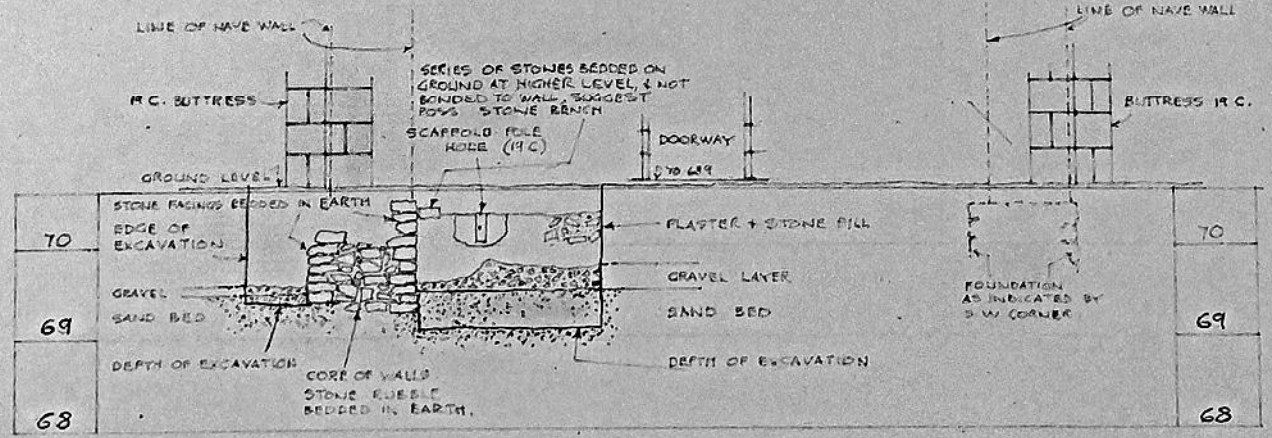 LINE OF NAVE WALL
LINE OF NAVE WALL
SERIES OF STONES BEDDED ON
GROUND AT HIGHER LEVEL, & NOT
BONDED TO WALL, SUGGEST
POSS STONE BENCH
19 C. BUTTRESS
BUTTRESS 19 C.
SCAFFOLD POLE
HOLE (19 C)
DOORWAY
GROUND LEVEL
STONE FACINGS BEDDED IN EARTH
70
EDGE OF
EXCAVATION
PLASTER + STONE FILL
70
GRAVEL
GRAVEL LAYER
FOUNDATION
AS INDICATED BY
S W CORNER
69
SAND BED
SAND BED
69
DEPTH OF EXCAVATION
DEPTH OF EXCAVATION
CORE OF WALLS
STONE RUBBLE
BEDDED IN EARTH.
68
68